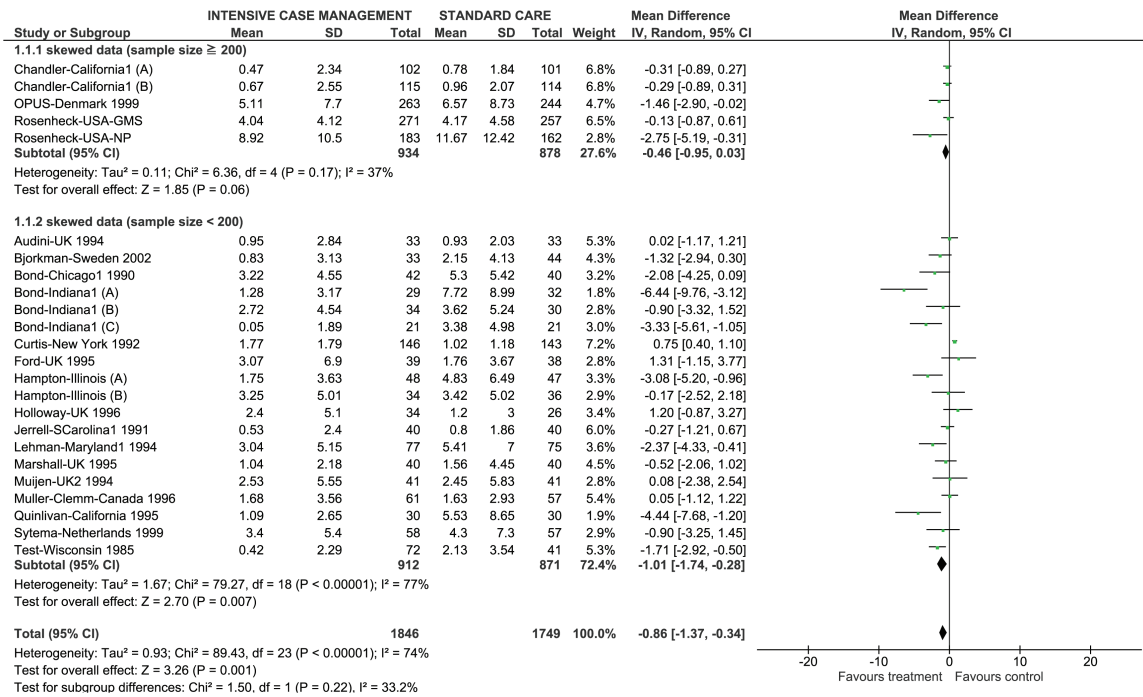 INTENSIVE CASE MANAGEMENT STANDARD CARE Mean Difference Mean Difference
Study or Subgroup Mean SD Total Mean SD Total Weight IV, Random, 95% CI IV, Random, 95% CI
1.1.1 skewed data (sample size ≧ 200)
Chandler-California1 (A) 0.47 2.34 102 0.78 1.84 101 6.8% -0.31 [-0.89, 0.27]
Chandler-California1 (B) 0.67 2.55 115 0.96 2.07 114 6.8% -0.29 [-0.89, 0.31]
OPUS-Denmark 1999 5.11 7.7 263 6.57 8.73 244 4.7% -1.46 [-2.90, -0.02]
Rosenheck-USA-GMS 4.04 4.12 271 4.17 4.58 257 6.5% -0.13 [-0.87, 0.61]
Rosenheck-USA-NP 8.92 10.5 183 11.67 12.42 162 2.8% -2.75 [-5.19, -0.31]
Subtotal (95% CI) 934 878 27.6% -0.46 [-0.95, 0.03]
Heterogeneity: Tau² = 0.11; Chi² = 6.36, df = 4 (P = 0.17); I² = 37%
Test for overall effect: Z = 1.85 (P = 0.06)
1.1.2 skewed data (sample size < 200)
Audini-UK 1994 0.95 2.84 33 0.93 2.03 33 5.3% 0.02 [-1.17, 1.21]
Bjorkman-Sweden 2002 0.83 3.13 33 2.15 4.13 44 4.3% -1.32 [-2.94, 0.30]
Bond-Chicago1 1990 3.22 4.55 42 5.3 5.42 40 3.2% -2.08 [-4.25, 0.09]
Bond-Indiana1 (A) 1.28 3.17 29 7.72 8.99 32 1.8% -6.44 [-9.76, -3.12]
Bond-Indiana1 (B) 2.72 4.54 34 3.62 5.24 30 2.8% -0.90 [-3.32, 1.52]
Bond-Indiana1 (C) 0.05 1.89 21 3.38 4.98 21 3.0% -3.33 [-5.61, -1.05]
Curtis-New York 1992 1.77 1.79 146 1.02 1.18 143 7.2% 0.75 [0.40, 1.10]
Ford-UK 1995 3.07 6.9 39 1.76 3.67 38 2.8% 1.31 [-1.15, 3.77]
Hampton-Illinois (A) 1.75 3.63 48 4.83 6.49 47 3.3% -3.08 [-5.20, -0.96]
Hampton-Illinois (B) 3.25 5.01 34 3.42 5.02 36 2.9% -0.17 [-2.52, 2.18]
Holloway-UK 1996 2.4 5.1 34 1.2 3 26 3.4% 1.20 [-0.87, 3.27]
Jerrell-SCarolina1 1991 0.53 2.4 40 0.8 1.86 40 6.0% -0.27 [-1.21, 0.67]
Lehman-Maryland1 1994 3.04 5.15 77 5.41 7 75 3.6% -2.37 [-4.33, -0.41]
Marshall-UK 1995 1.04 2.18 40 1.56 4.45 40 4.5% -0.52 [-2.06, 1.02]
Muijen-UK2 1994 2.53 5.55 41 2.45 5.83 41 2.8% 0.08 [-2.38, 2.54]
Muller-Clemm-Canada 1996 1.68 3.56 61 1.63 2.93 57 5.4% 0.05 [-1.12, 1.22]
Quinlivan-California 1995 1.09 2.65 30 5.53 8.65 30 1.9% -4.44 [-7.68, -1.20]
Sytema-Netherlands 1999 3.4 5.4 58 4.3 7.3 57 2.9% -0.90 [-3.25, 1.45]
Test-Wisconsin 1985 0.42 2.29 72 2.13 3.54 41 5.3% -1.71 [-2.92, -0.50]
Subtotal (95% CI) 912 871 72.4% -1.01 [-1.74, -0.28]
Heterogeneity: Tau² = 1.67; Chi² = 79.27, df = 18 (P < 0.00001); I² = 77%
Test for overall effect: Z = 2.70 (P = 0.007)
Total (95% CI) 1846 1749 100.0% -0.86 [-1.37, -0.34]
Heterogeneity: Tau² = 0.93; Chi² = 89.43, df = 23 (P < 0.00001); I² = 74%
Test for overall effect: Z = 3.26 (P = 0.001)
Test for subgroup differences: Chi² = 1.50, df = 1 (P = 0.22), I² = 33.2%
-20 -10 0 10 20
Favours treatment Favours control